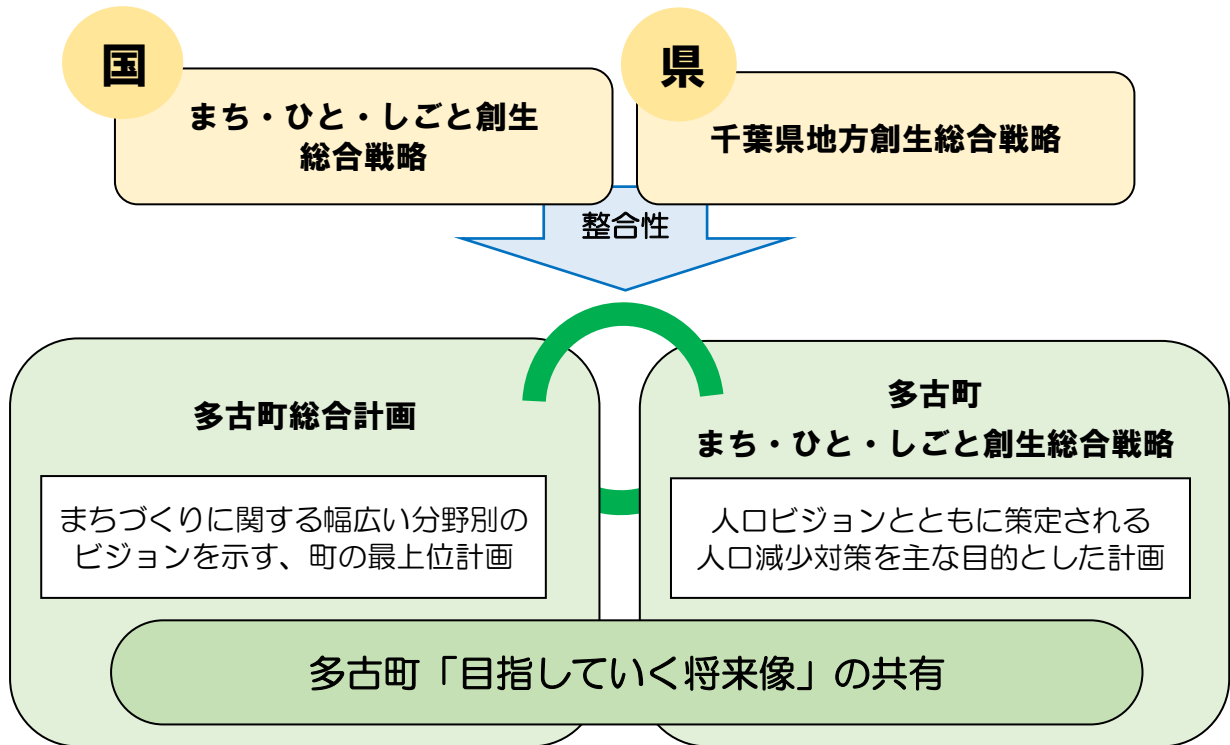 国
まち・ひと・しごと創生
総合戦略
県
千葉県地方創生総合戦略
整合性
多古町総合計画
まちづくりに関する幅広い分野別の
ビジョンを示す、町の最上位計画
多古町
まち・ひと・しごと創生総合戦略
人口ビジョンとともに策定される
人口減少対策を主な目的とした計画
多古町「目指していく将来像」の共有